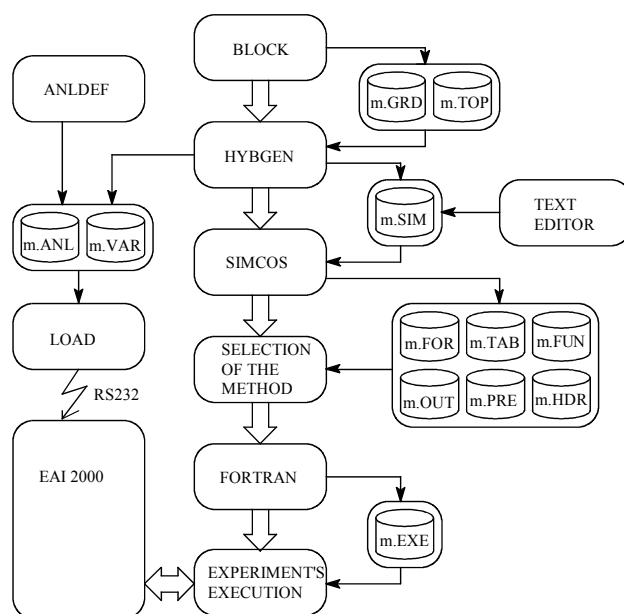 BLOCK
ANLDEF
m.GRD
m.TOP
HYBGEN
m.SIM
TEXT
EDITOR
m.ANL
m.VAR
SIMCOS
LOAD
m.FOR
m.TAB
m.FUN
SELECTION
OF THE
METHOD
m.OUT
m.PRE
m.HDR
RS232
EAI 2000
FORTRAN
m.EXE
EXPERIMENT'S
EXECUTION